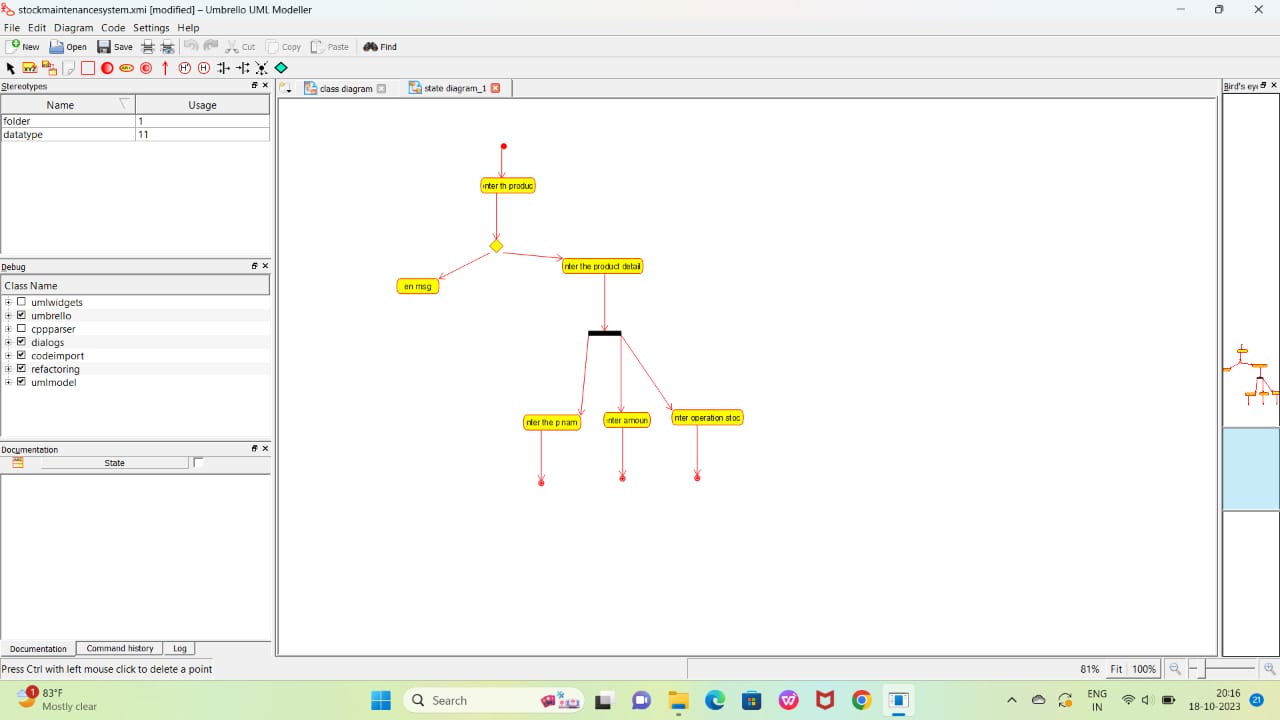 stockmaintenancesystem.xmi [modified] – Umbrello UML Modeller
File Edit Diagram Code Settings Help
New Open Save Cut Copy Paste Find
Stereotypes
class diagram
state diagram_1
Bird's eye
Name Usage
folder 1
datatype 11
nter th produc
nter the product detail
en msg
nter the p nam
nter amoun
nter operation stoc
Debug
Class Name
umlwidgets
umbrello
cppparser
dialogs
codeimport
refactoring
umlmodel
Documentation
State
Documentation Command history Log
Press Ctrl with left mouse click to delete a point
81% Fit 100%
1
83°F
Mostly clear
Search
ENG
IN
20:16
18-10-2023
21